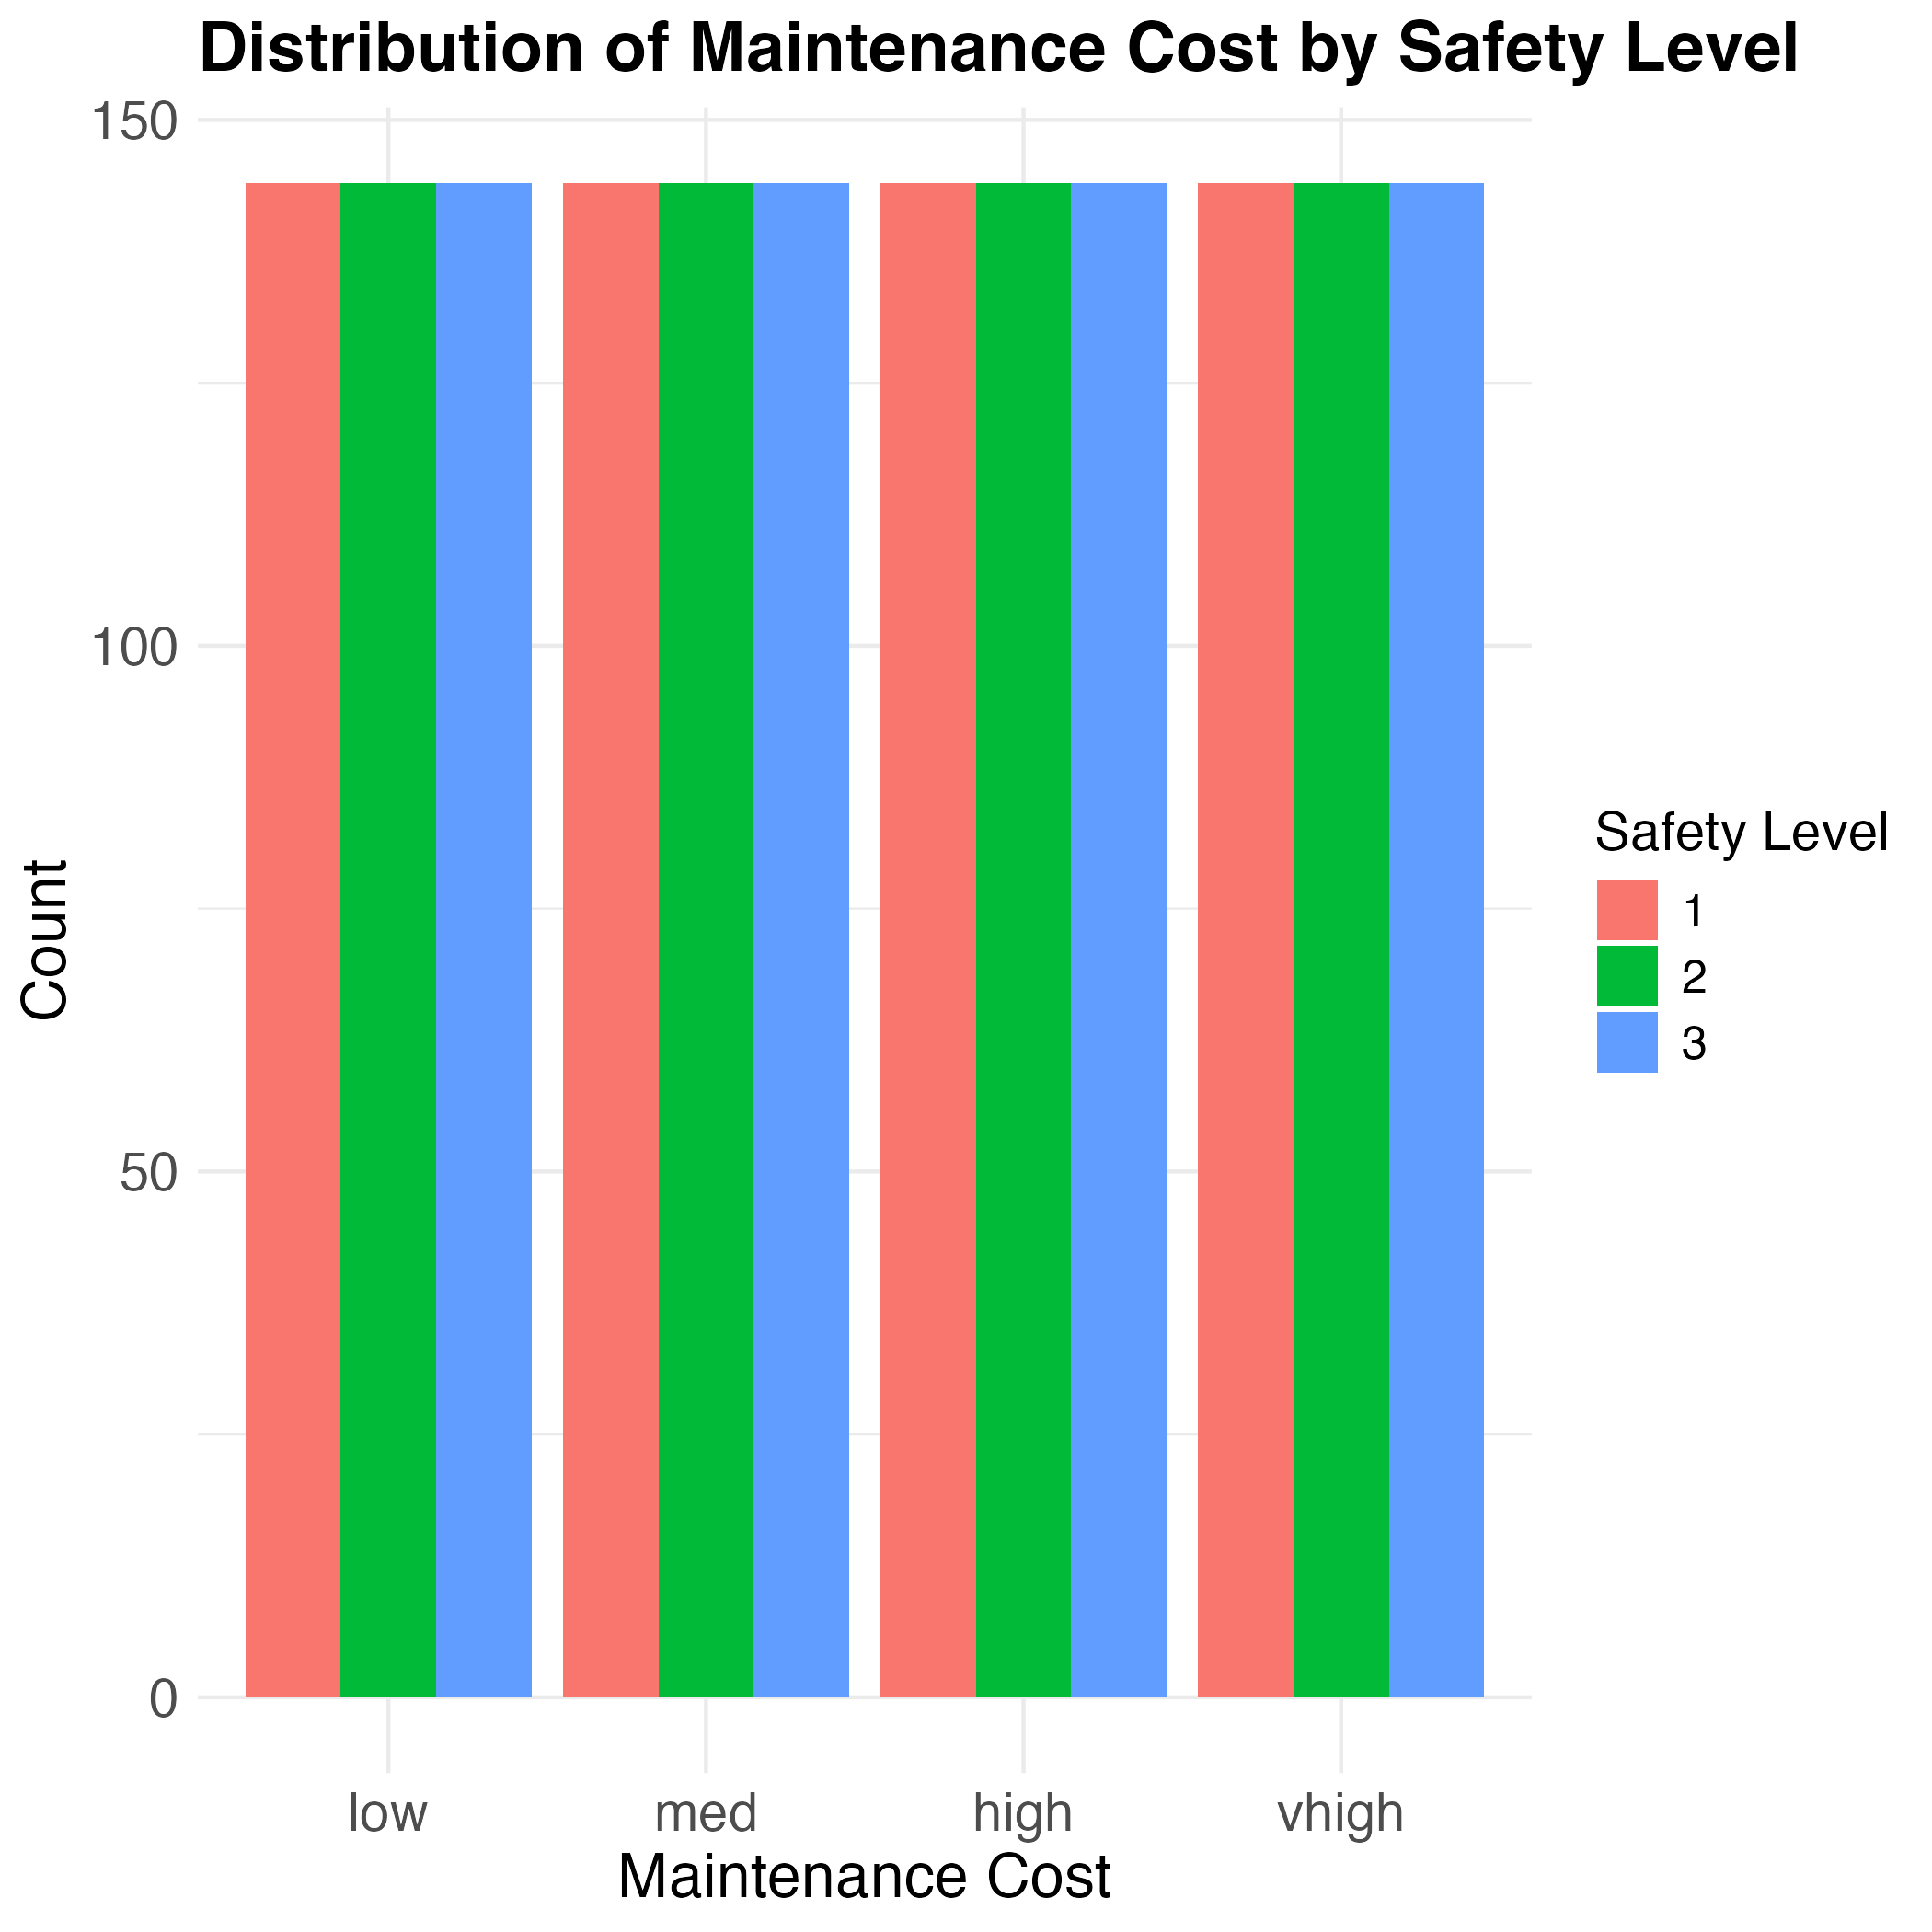 Distribution of Maintenance Cost by Safety Level
150
100
50
0
Count
low med high vhigh
Maintenance Cost
Safety Level
1
2
3